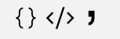 {} </> ,